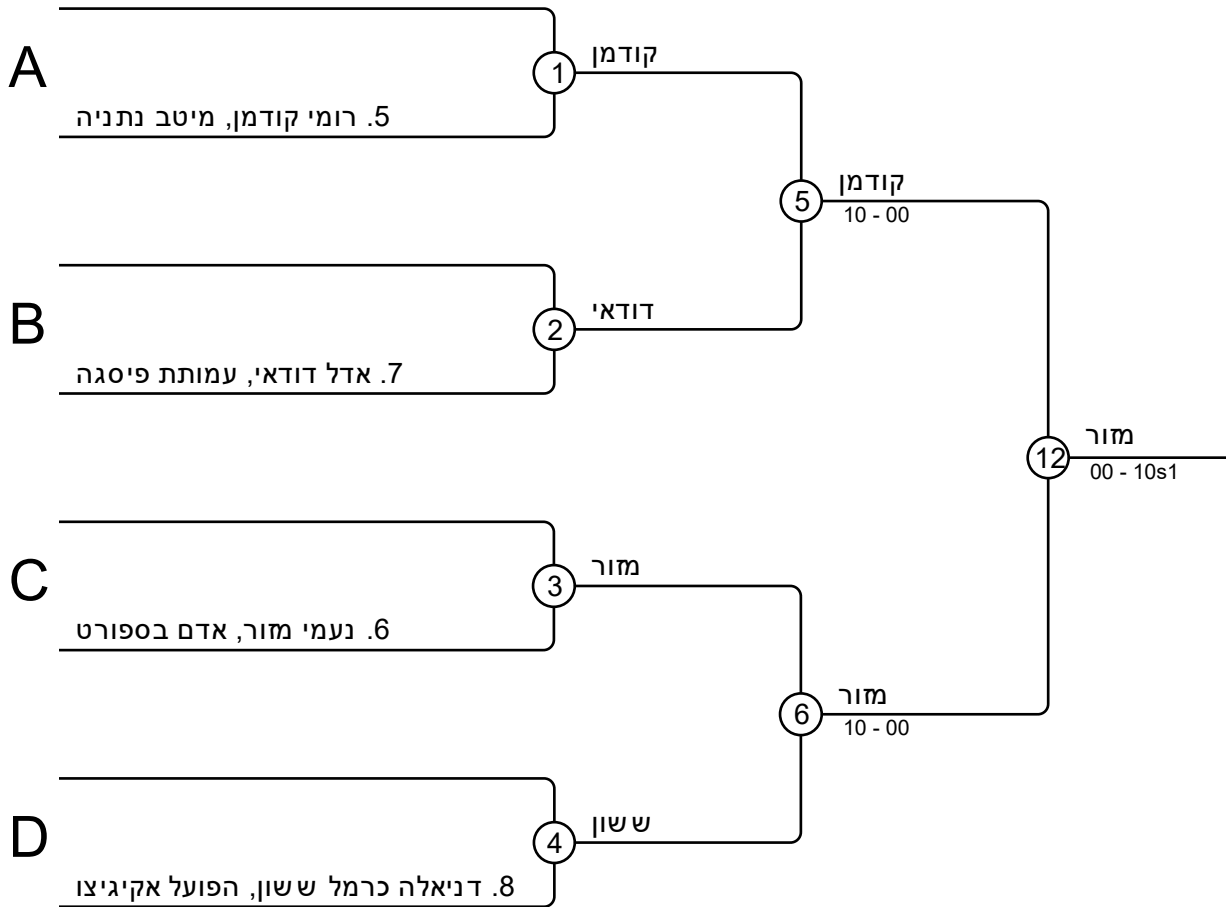 A
1
קודמן
5. רומי קודמן, מיטב נתניה
5
קודמן
10 - 00
B
2
דודאי
7. אדל דודאי, עמותת פיסגה
12
מזור
00 - 10s1
C
3
מזור
6. נעמי מזור, אדם בספורט
6
מזור
10 - 00
D
4
ששון
8. דניאלה כרמל ששון, הפועל אקיגיצו